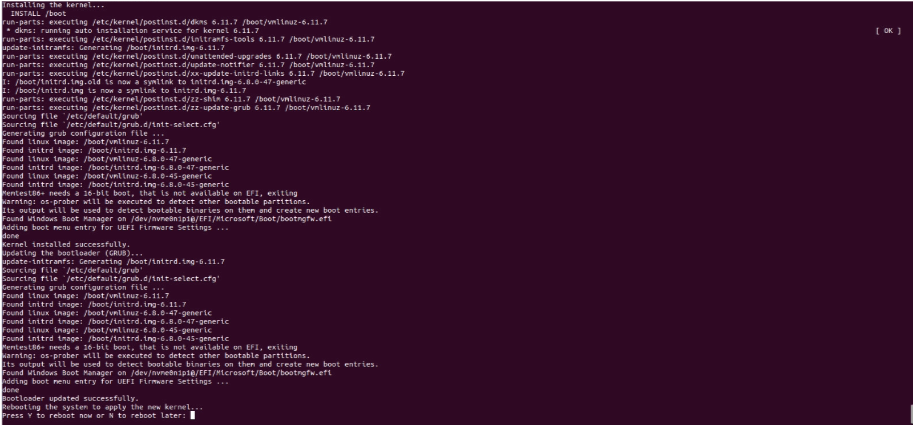 Installing the kernel...
  INSTALL /boot
run-parts: executing /etc/kernel/postinst.d/dkms 6.11.7 /boot/vmlinuz-6.11.7
 * dkms: running auto installation service for kernel 6.11.7 [ OK ]
run-parts: executing /etc/kernel/postinst.d/initramfs-tools 6.11.7 /boot/vmlinuz-6.11.7
update-initramfs: Generating /boot/initrd.img-6.11.7
run-parts: executing /etc/kernel/postinst.d/unattended-upgrades 6.11.7 /boot/vmlinuz-6.11.7
run-parts: executing /etc/kernel/postinst.d/update-notifier 6.11.7 /boot/vmlinuz-6.11.7
run-parts: executing /etc/kernel/postinst.d/xx-update-initrd-links 6.11.7 /boot/vmlinuz-6.11.7
I: /boot/initrd.img.old is now a symlink to initrd.img-6.8.0-47-generic
I: /boot/initrd.img is now a symlink to initrd.img-6.11.7
run-parts: executing /etc/kernel/postinst.d/zz-shim 6.11.7 /boot/vmlinuz-6.11.7
run-parts: executing /etc/kernel/postinst.d/zz-update-grub 6.11.7 /boot/vmlinuz-6.11.7
Sourcing file `/etc/default/grub'
Sourcing file `/etc/default/grub.d/init-select.cfg'
Generating grub configuration file ...
Found linux image: /boot/vmlinuz-6.11.7
Found initrd image: /boot/initrd.img-6.11.7
Found linux image: /boot/vmlinuz-6.8.0-47-generic
Found initrd image: /boot/initrd.img-6.8.0-47-generic
Found linux image: /boot/vmlinuz-6.8.0-45-generic
Found initrd image: /boot/initrd.img-6.8.0-45-generic
Memtest86+ needs a 16-bit boot, that is not available on EFI, exiting
Warning: os-prober will be executed to detect other bootable partitions.
Its output will be used to detect bootable binaries on them and create new boot entries.
Found Windows Boot Manager on /dev/nvme0n1p1@/EFI/Microsoft/Boot/bootmgfw.efi
Adding boot menu entry for UEFI Firmware Settings ...
done
Kernel installed successfully.
Updating the bootloader (GRUB)...
update-initramfs: Generating /boot/initrd.img-6.11.7
Sourcing file `/etc/default/grub'
Sourcing file `/etc/default/grub.d/init-select.cfg'
Generating grub configuration file ...
Found linux image: /boot/vmlinuz-6.11.7
Found initrd image: /boot/initrd.img-6.11.7
Found linux image: /boot/vmlinuz-6.8.0-47-generic
Found initrd image: /boot/initrd.img-6.8.0-47-generic
Found linux image: /boot/vmlinuz-6.8.0-45-generic
Found initrd image: /boot/initrd.img-6.8.0-45-generic
Memtest86+ needs a 16-bit boot, that is not available on EFI, exiting
Warning: os-prober will be executed to detect other bootable partitions.
Its output will be used to detect bootable binaries on them and create new boot entries.
Found Windows Boot Manager on /dev/nvme0n1p1@/EFI/Microsoft/Boot/bootmgfw.efi
Adding boot menu entry for UEFI Firmware Settings ...
done
Bootloader updated successfully.
Rebooting the system to apply the new kernel...
Press Y to reboot now or N to reboot later: